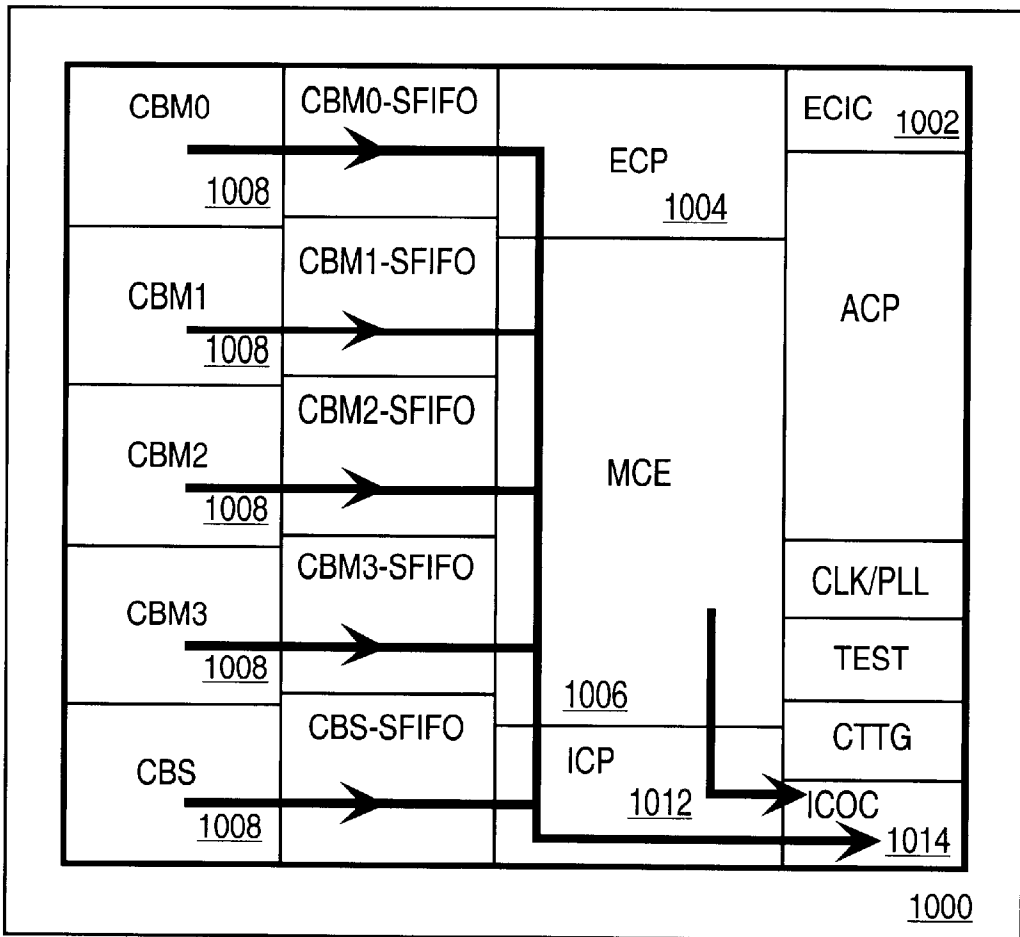 CBM0
1008
CBM1
1008
CBM2
1008
CBM3
1008
CBS
1008
CBM0-SFIFO
CBM1-SFIFO
CBM2-SFIFO
CBM3-SFIFO
CBS-SFIFO
ECP
1004
MCE
1006
ICP
1012
ECIC 1002
ACP
CLK/PLL
TEST
CTTG
ICOC
1014
1000